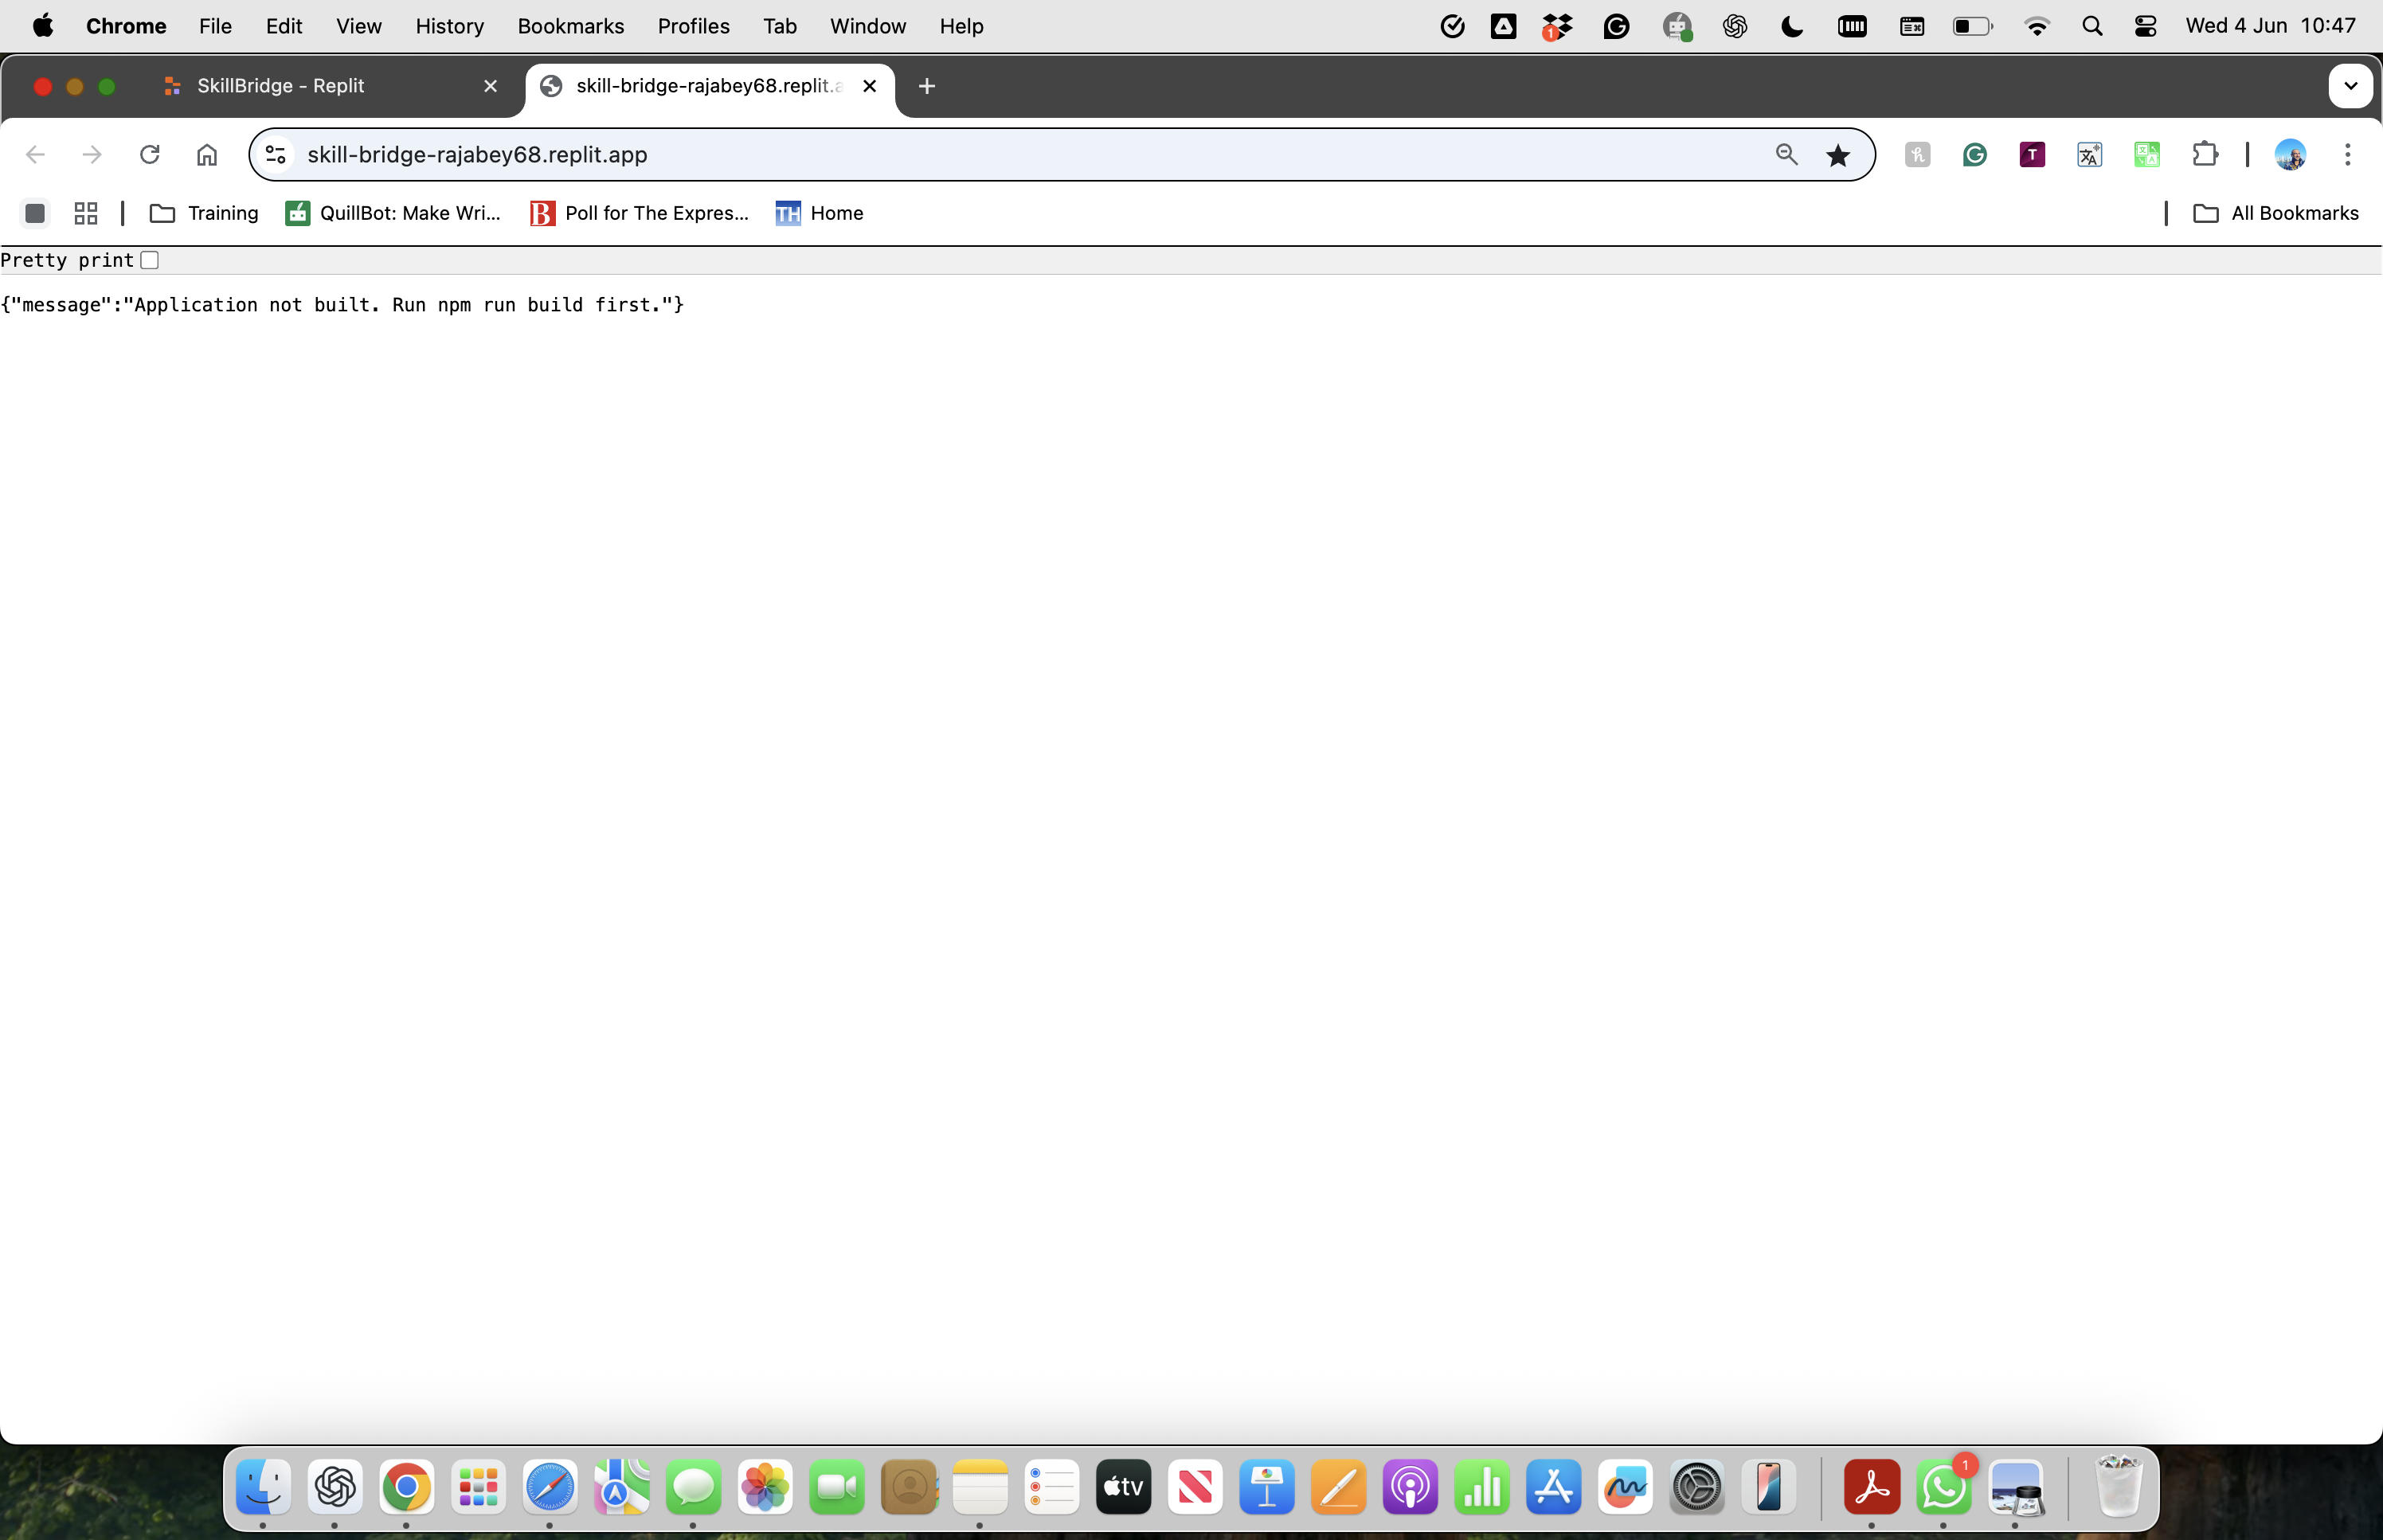 Chrome File Edit View History Bookmarks Profiles Tab Window Help
1
Wed 4 Jun 10:47
SkillBridge - Replit
skill-bridge-rajabey68.replit.a
skill-bridge-rajabey68.replit.app
T
Training
QuillBot: Make Wri...
B Poll for The Expres...
TH Home
All Bookmarks
Pretty print
{"message":"Application not built. Run npm run build first."}
tv
1